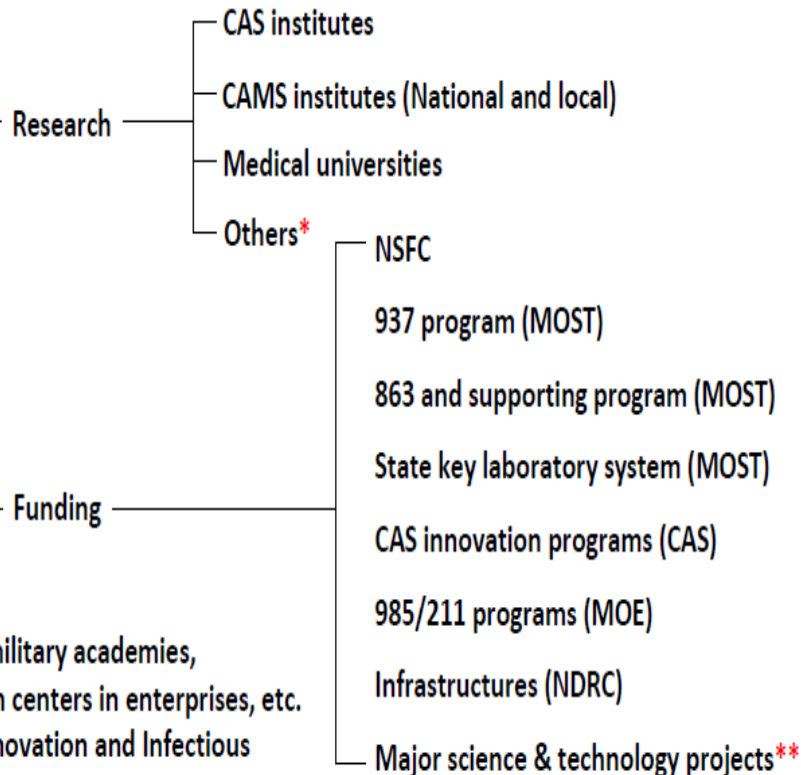 CAS institutes
CAMS institutes (National and local)
Research
Medical universities
Others*
NSFC
937 program (MOST)
863 and supporting program (MOST)
State key laboratory system (MOST)
Funding
CAS innovation programs (CAS)
985/211 programs (MOE)
academies,
Infrastructures (NDRC)
centers in enterprises, etc.
and Infectious
Major science & technology projects**